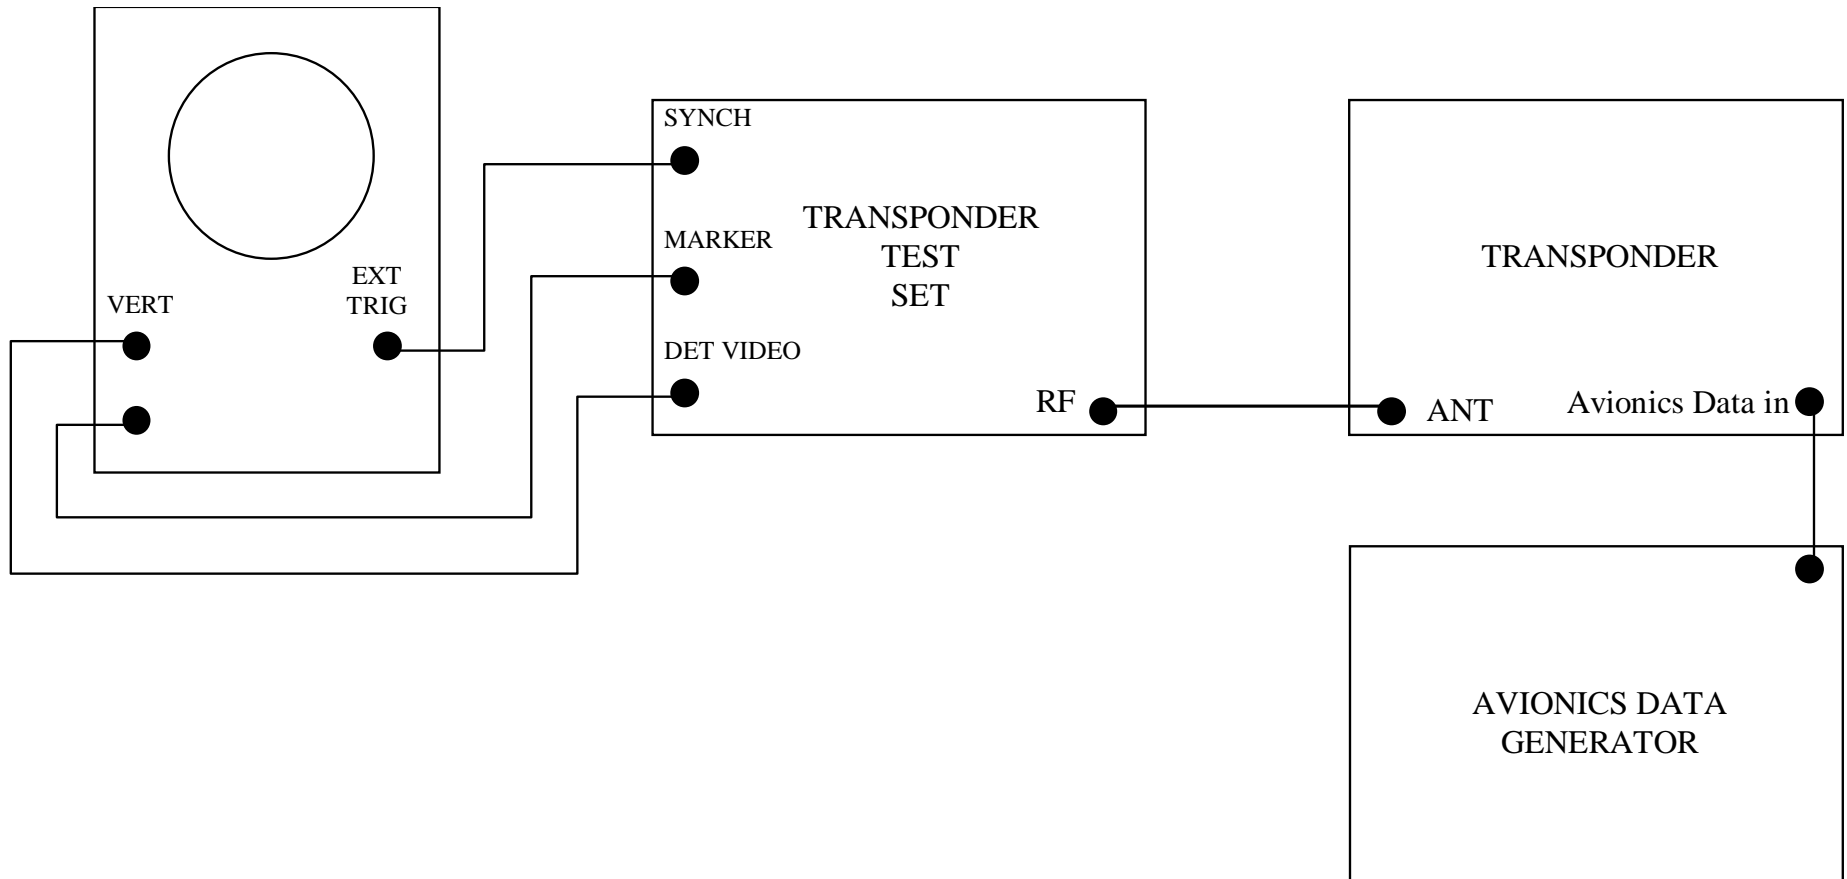 VERT
EXT
TRIG
SYNCH
MARKER
DET VIDEO
TRANSPONDER
TEST
SET
RF
TRANSPONDER
ANT
Avionics Data in
AVIONICS DATA
GENERATOR